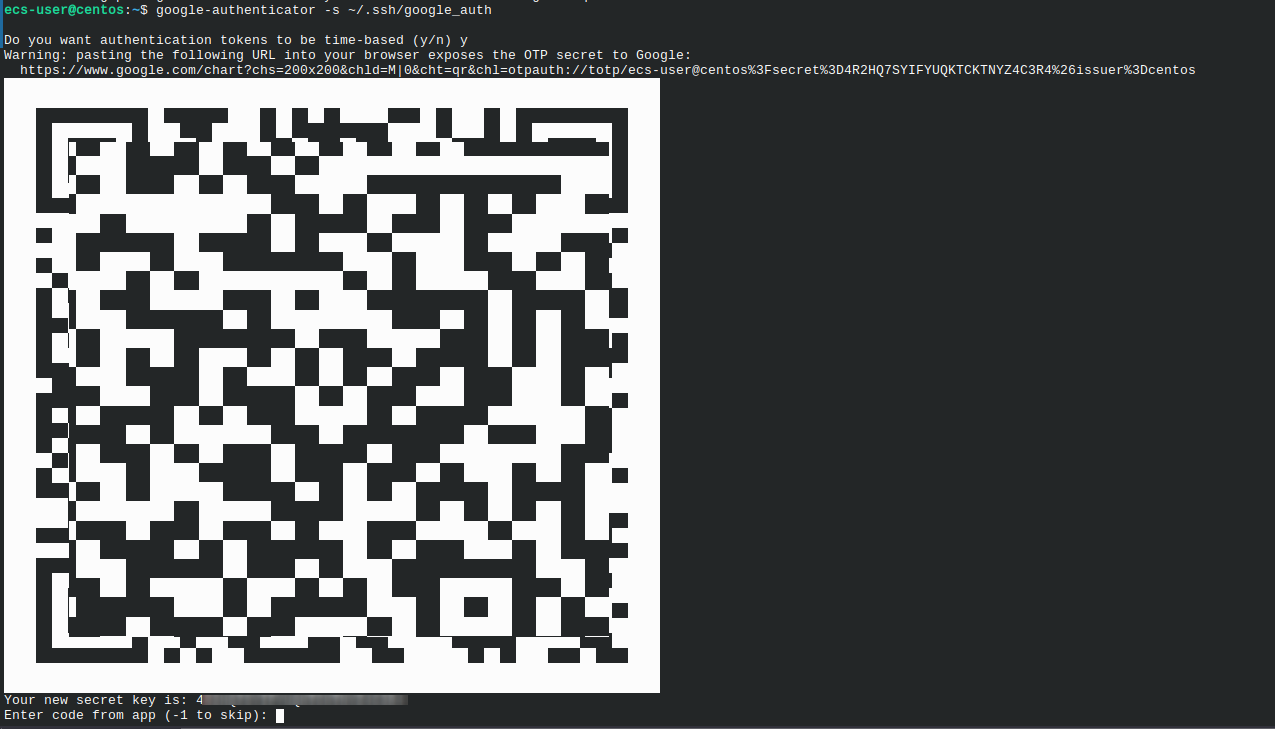 ecs-user@centos:~$ google-authenticator -s ~/.ssh/google_auth
Do you want authentication tokens to be time-based (y/n) y
Warning: pasting the following URL into your browser exposes the OTP secret to Google:
https://www.google.com/chart?chs=200x200&chld=M|0&cht=qr&chl=otpauth://totp/ecs-user@centos%3Fsecret%3D4R2HQ7SYIFYUQKTCKTNYZ4C3R4%26issuer%3Dcentos
Your new secret key is:
Enter code from app (-1 to skip):